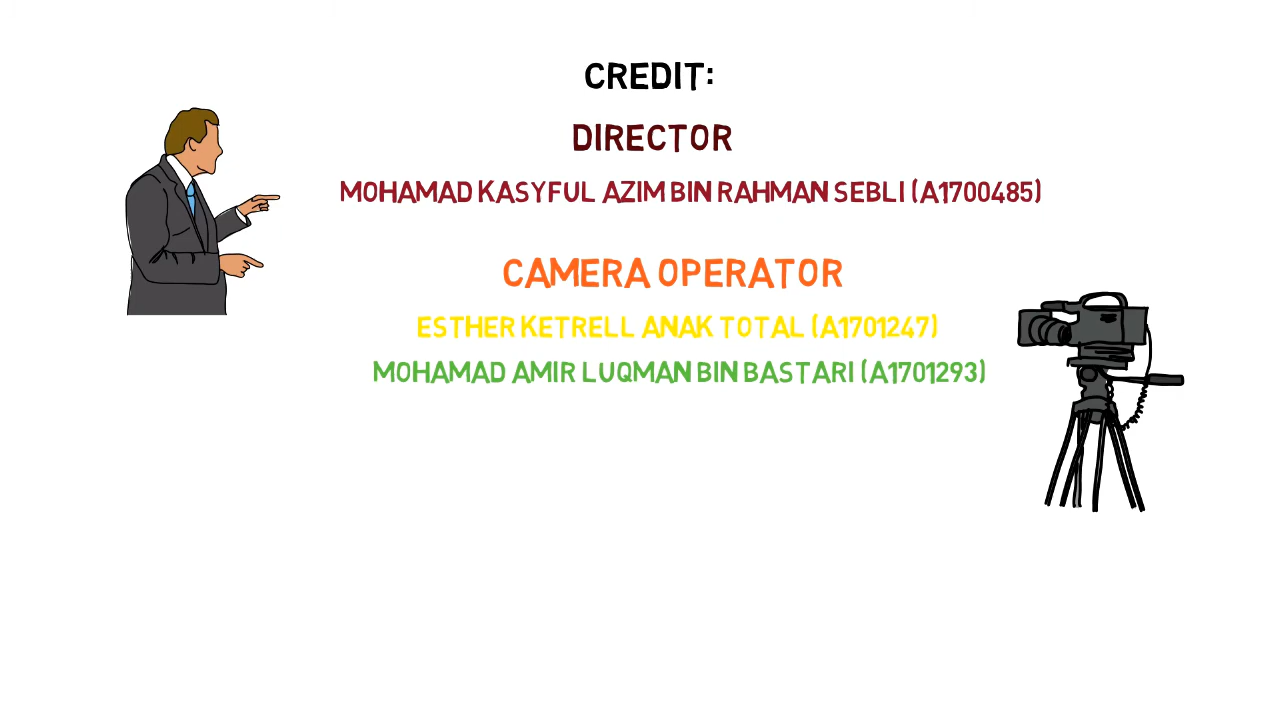 CREDIT:
DIRECTOR
MOHAMAD KASYFUL AZIM BIN RAHMAN SEBLI (A1700485)
CAMERA OPERATOR
ESTHER KETRELL ANAK TOTAL (A1701247)
MOHAMAD AMIR LUQMAN BIN BASTARI (A1701293)